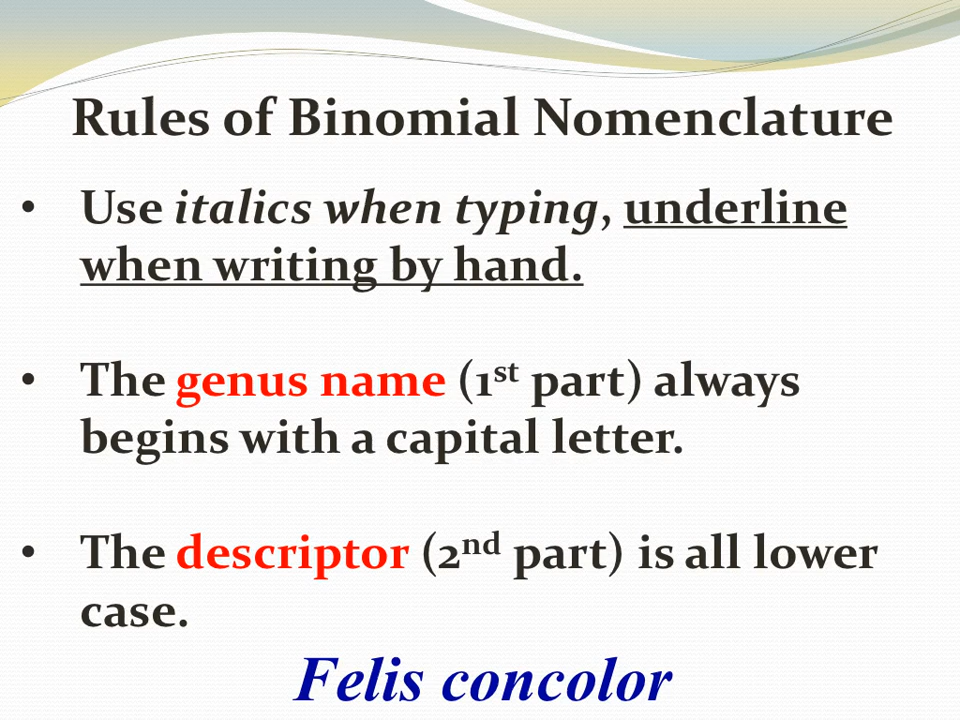 Rules of Binomial Nomenclature
• Use italics when typing, underline
when writing by hand.
• The genus name (1st part) always
begins with a capital letter.
• The descriptor (2nd part) is all lower
case.
Felis concolor